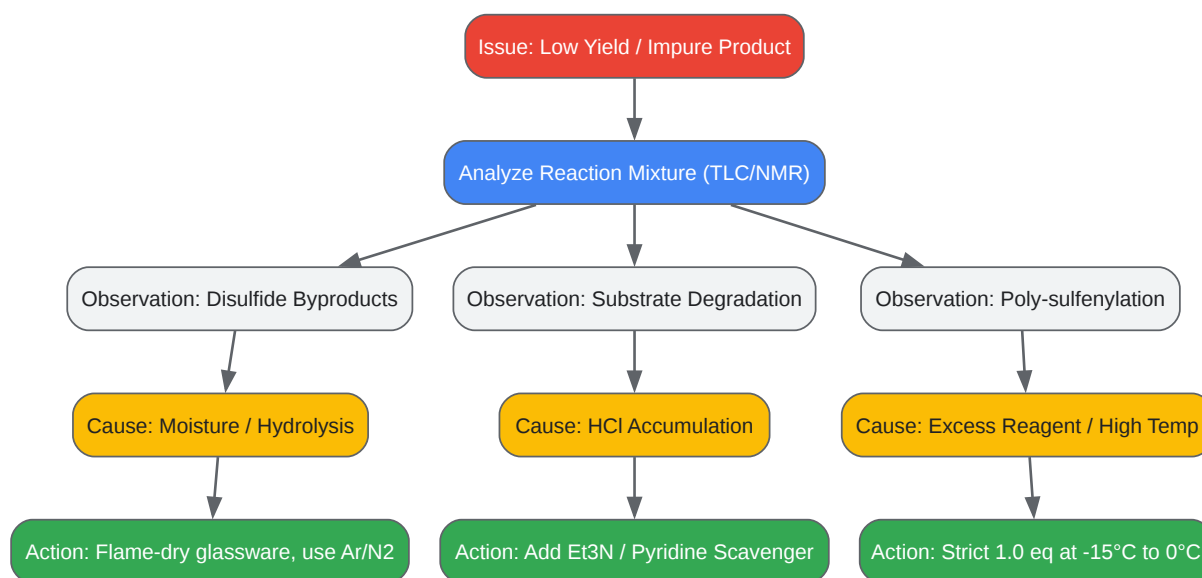 Issue: Low Yield / Impure Product
Analyze Reaction Mixture (TLC/NMR)
Observation: Disulfide Byproducts
Observation: Substrate Degradation
Observation: Poly-sulfenylation
Cause: Moisture / Hydrolysis
Cause: HCl Accumulation
Cause: Excess Reagent / High Temp
Action: Flame-dry glassware, use Ar/N2
Action: Add Et3N / Pyridine Scavenger
Action: Strict 1.0 eq at -15°C to 0°C